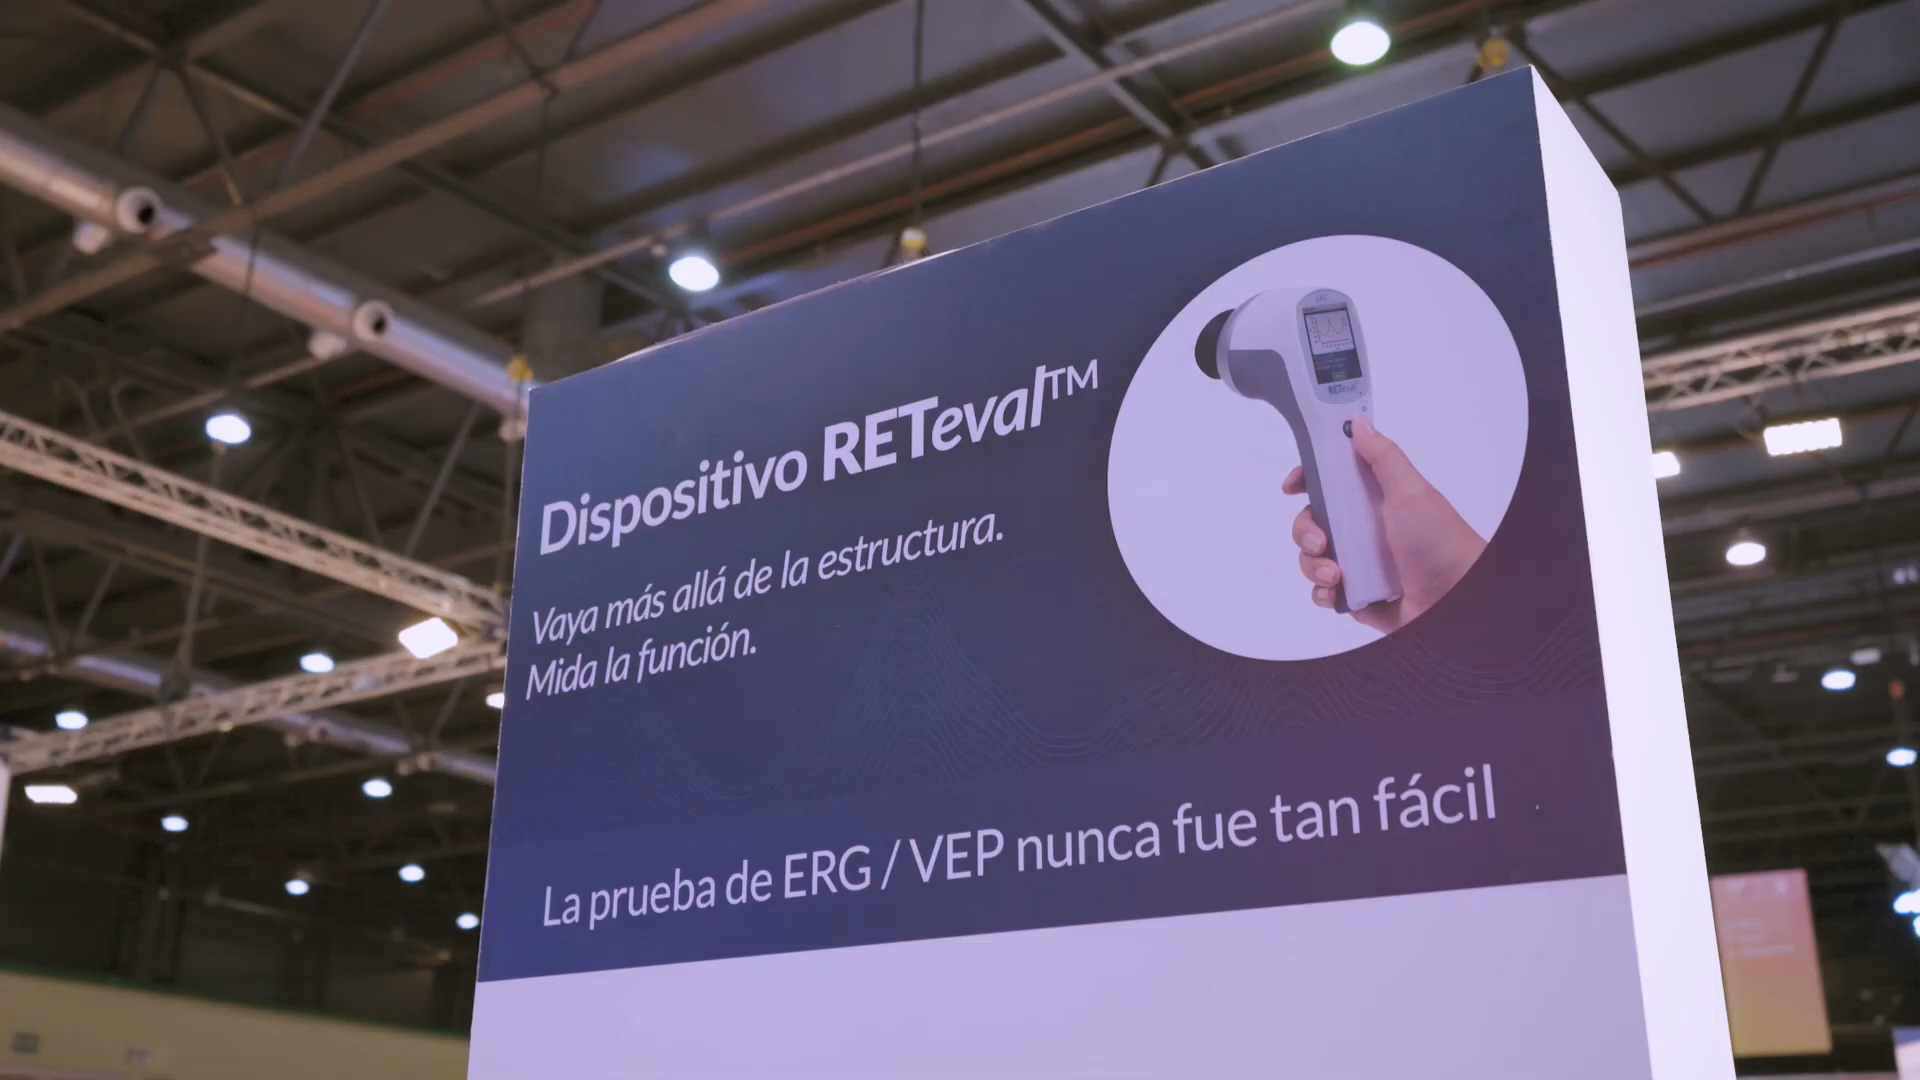 Dispositivo RETeval™
Vaya más allá de la estructura.
Mida la función.
La prueba de ERG / VEP nunca fue tan fácil
RETeval